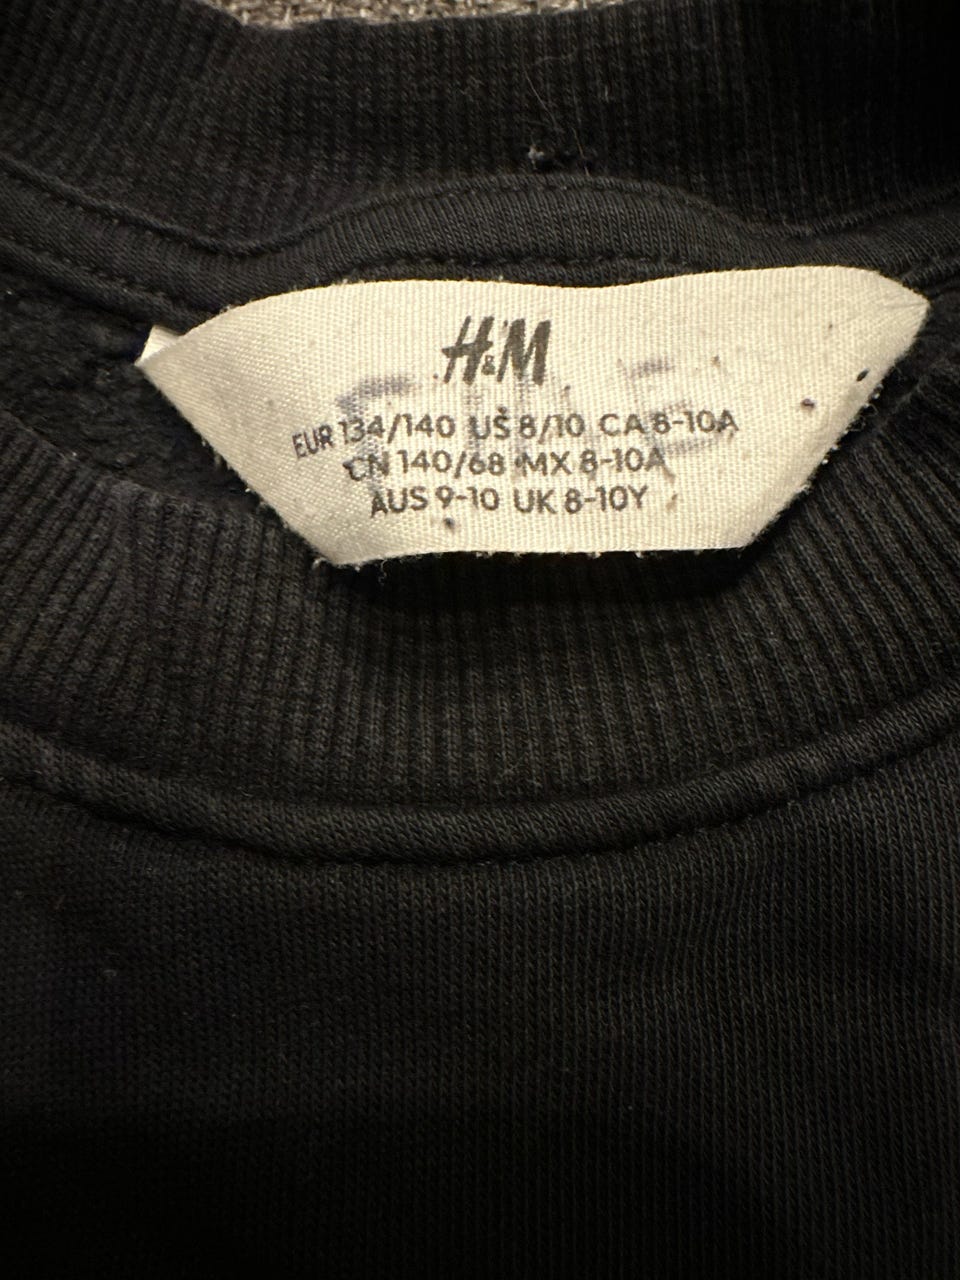 H&M
EUR 134/140 US 8/10 CA 8-10A
CN 140/68 MX 8-10A
AUS 9-10 UK 8-10Y